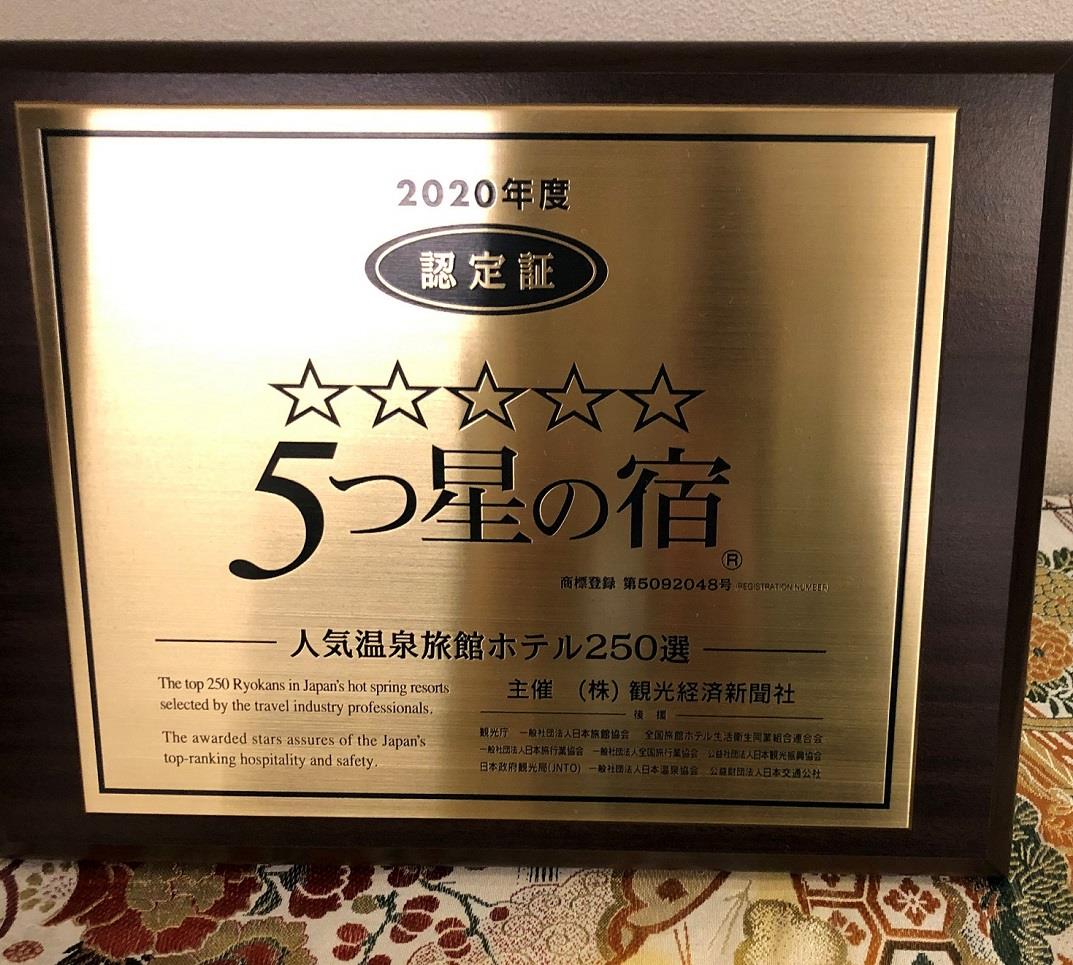 2020年度
認定証
☆☆☆☆☆
5つ星の宿®
商標登録 第5092048号 (REGISTRATION NUMBER)
人気温泉旅館ホテル250選
The top 250 Ryokans in Japan's hot spring resorts
selected by the travel industry professionals.
The awarded stars assures of the Japan's
top-ranking hospitality and safety.
主催 (株)観光経済新聞社
後援
観光庁 一般社団法人日本旅館協会 全国旅館ホテル生活衛生同業組合連合会
一般社団法人日本旅行業協会 一般社団法人全国旅行業協会 公益社団法人日本観光振興協会
日本政府観光局(JNTO) 一般社団法人日本温泉協会 公益財団法人日本交通公社